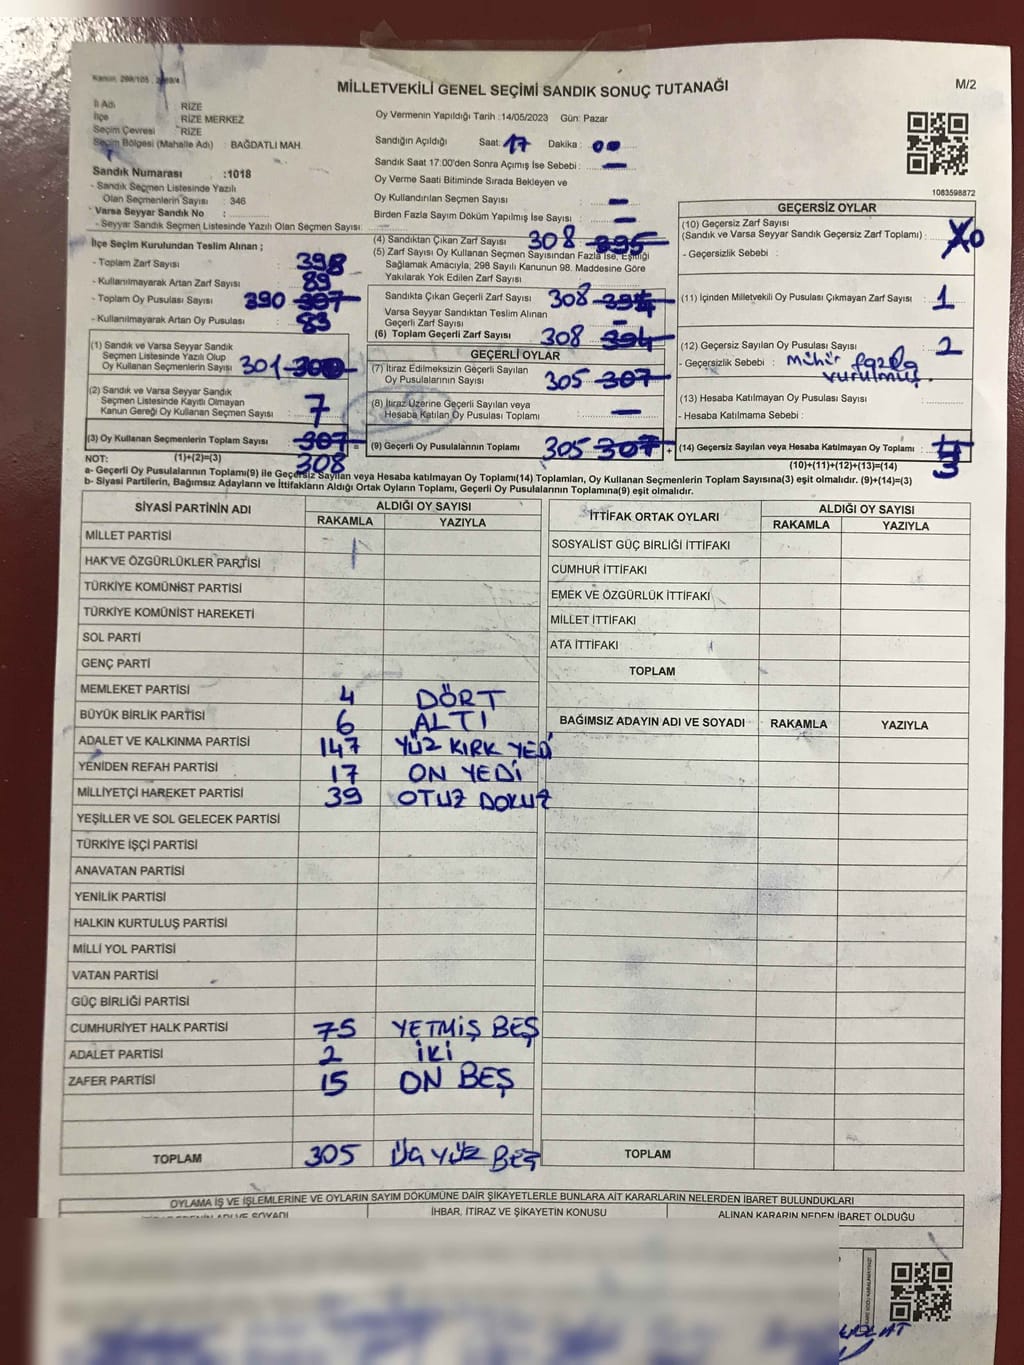 Kanun, 298/105
MİLLETVEKİLİ GENEL SEÇİMİ SANDIK SONUÇ TUTANAĞI
M/2
İl Adı : RİZE
İlçe : RİZE MERKEZ
Seçim Çevresi : RİZE
Seçim Bölgesi (Mahalle Adı) : BAĞDATLI MAH.
Sandık Numarası :1018
- Sandık Seçmen Listesinde Yazılı
Olan Seçmenlerin Sayısı : 346
- Varsa Seyyar Sandık No :
- Seyyar Sandık Seçmen Listesinde Yazılı Olan Seçmen Sayısı :
İlçe Seçim Kurulundan Teslim Alınan ;
- Toplam Zarf Sayısı : 398
- Kullanılmayarak Artan Zarf Sayısı : 89
- Toplam Oy Pusulası Sayısı 390 397
- Kullanılmayarak Artan Oy Pusulası : 83
(1) Sandık ve Varsa Seyyar Sandık
Seçmen Listesinde Yazılı Olup
Oy Kullanan Seçmenlerin Sayısı 301 300
(2) Sandık ve Varsa Seyyar Sandık
Seçmen Listesinde Kayıtlı Olmayan
Kanun Gereği Oy Kullanan Seçmen Sayısı : 7
(3) Oy Kullanan Seçmenlerin Toplam Sayısı 307
NOT: (1)+(2)=(3) 308
Oy Vermenin Yapıldığı Tarih :14/05/2023 Gün: Pazar
Sandığın Açıldığı Saat: 17 Dakika : 00
Sandık Saat 17:00'den Sonra Açımış İse Sebebi : —
Oy Verme Saati Bitiminde Sırada Bekleyen ve
Oy Kullandırılan Seçmen Sayısı : —
Birden Fazla Sayım Döküm Yapılmış İse Sayısı : —
(4) Sandıktan Çıkan Zarf Sayısı : 308 395
(5) Zarf Sayısı Oy Kullanan Seçmen Sayısından Fazla İse, Eşitliği
Sağlamak Amacıyla, 298 Sayılı Kanunun 98. Maddesine Göre
Yakılarak Yok Edilen Zarf Sayısı :
Sandıkta Çıkan Geçerli Zarf Sayısı : 308 394
Varsa Seyyar Sandıktan Teslim Alınan
Geçerli Zarf Sayısı : —
(6) Toplam Geçerli Zarf Sayısı : 308 394
GEÇERLİ OYLAR
(7) İtiraz Edilmeksizin Geçerli Sayılan
Oy Pusulalarının Sayısı : 305 307
(8) İtiraz Üzerine Geçerli Sayılan veya
Hesaba Katılan Oy Pusulası Toplamı : —
= (9) Geçerli Oy Pusulalarının Toplamı 305 307 +
1083598872
GEÇERSİZ OYLAR
(10) Geçersiz Zarf Sayısı
(Sandık ve Varsa Seyyar Sandık Geçersiz Zarf Toplamı) : 0
- Geçersizlik Sebebi :
(11) İçinden Milletvekili Oy Pusulası Çıkmayan Zarf Sayısı : 1
(12) Geçersiz Sayılan Oy Pusulası Sayısı : 2
- Geçersizlik Sebebi : Mühür fazla
vurulmuş.
(13) Hesaba Katılmayan Oy Pusulası Sayısı :
- Hesaba Katılmama Sebebi :
(14) Geçersiz Sayılan veya Hesaba Katılmayan Oy Toplamı : 3
(10)+(11)+(12)+(13)=(14)
a- Geçerli Oy Pusulalarının Toplamı(9) ile Geçersiz Sayılan veya Hesaba katılmayan Oy Toplamı(14) Toplamları, Oy Kullanan Seçmenlerin Toplam Sayısına(3) eşit olmalıdır. (9)+(14)=(3)
b- Siyasi Partilerin, Bağımsız Adayların ve İttifakların Aldığı Ortak Oyların Toplamı, Geçerli Oy Pusulalarının Toplamına(9) eşit olmalıdır.
SİYASİ PARTİNİN ADI ALDIĞI OY SAYISI
RAKAMLA YAZIYLA
MİLLET PARTİSİ
HAK VE ÖZGÜRLÜKLER PARTİSİ
TÜRKİYE KOMÜNİST PARTİSİ
TÜRKİYE KOMÜNİST HAREKETİ
SOL PARTİ
GENÇ PARTİ
MEMLEKET PARTİSİ 4 DÖRT
BÜYÜK BİRLİK PARTİSİ 6 ALTI
ADALET VE KALKINMA PARTİSİ 147 YÜZ KIRK YEDİ
YENİDEN REFAH PARTİSİ 17 ON YEDİ
MİLLİYETÇİ HAREKET PARTİSİ 39 OTUZ DOKUZ
YEŞİLLER VE SOL GELECEK PARTİSİ
TÜRKİYE İŞÇİ PARTİSİ
ANAVATAN PARTİSİ
YENİLİK PARTİSİ
HALKIN KURTULUŞ PARTİSİ
MİLLİ YOL PARTİSİ
VATAN PARTİSİ
GÜÇ BİRLİĞİ PARTİSİ
CUMHURİYET HALK PARTİSİ 75 YETMİŞ BEŞ
ADALET PARTİSİ 2 İKİ
ZAFER PARTİSİ 15 ON BEŞ
TOPLAM 305 ÜÇ YÜZ BEŞ
İTTİFAK ORTAK OYLARI ALDIĞI OY SAYISI
RAKAMLA YAZIYLA
SOSYALİST GÜÇ BİRLİĞİ İTTİFAKI
CUMHUR İTTİFAKI
EMEK VE ÖZGÜRLÜK İTTİFAKI
MİLLET İTTİFAKI
ATA İTTİFAKI
TOPLAM
BAĞIMSIZ ADAYIN ADI VE SOYADI RAKAMLA YAZIYLA
TOPLAM
OYLAMA İŞ VE İŞLEMLERİNE VE OYLARIN SAYIM DÖKÜMÜNE DAİR ŞİKAYETLERLE BUNLARA AİT KARARLARIN NELERDEN İBARET BULUNDUKLARI
İHBAR, İTİRAZ VE ŞİKAYETİN KONUSU ALINAN KARARIN NEDEN İBARET OLDUĞU